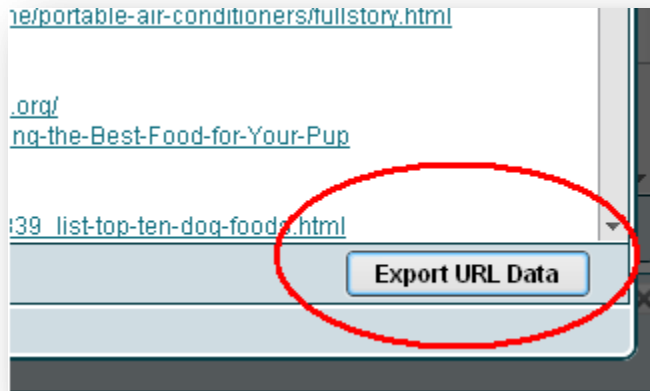 ne/portable-air-conditioners/fullstory.html
.org/
ng-the-Best-Food-for-Your-Pup
39_list-top-ten-dog-foods.html
Export URL Data